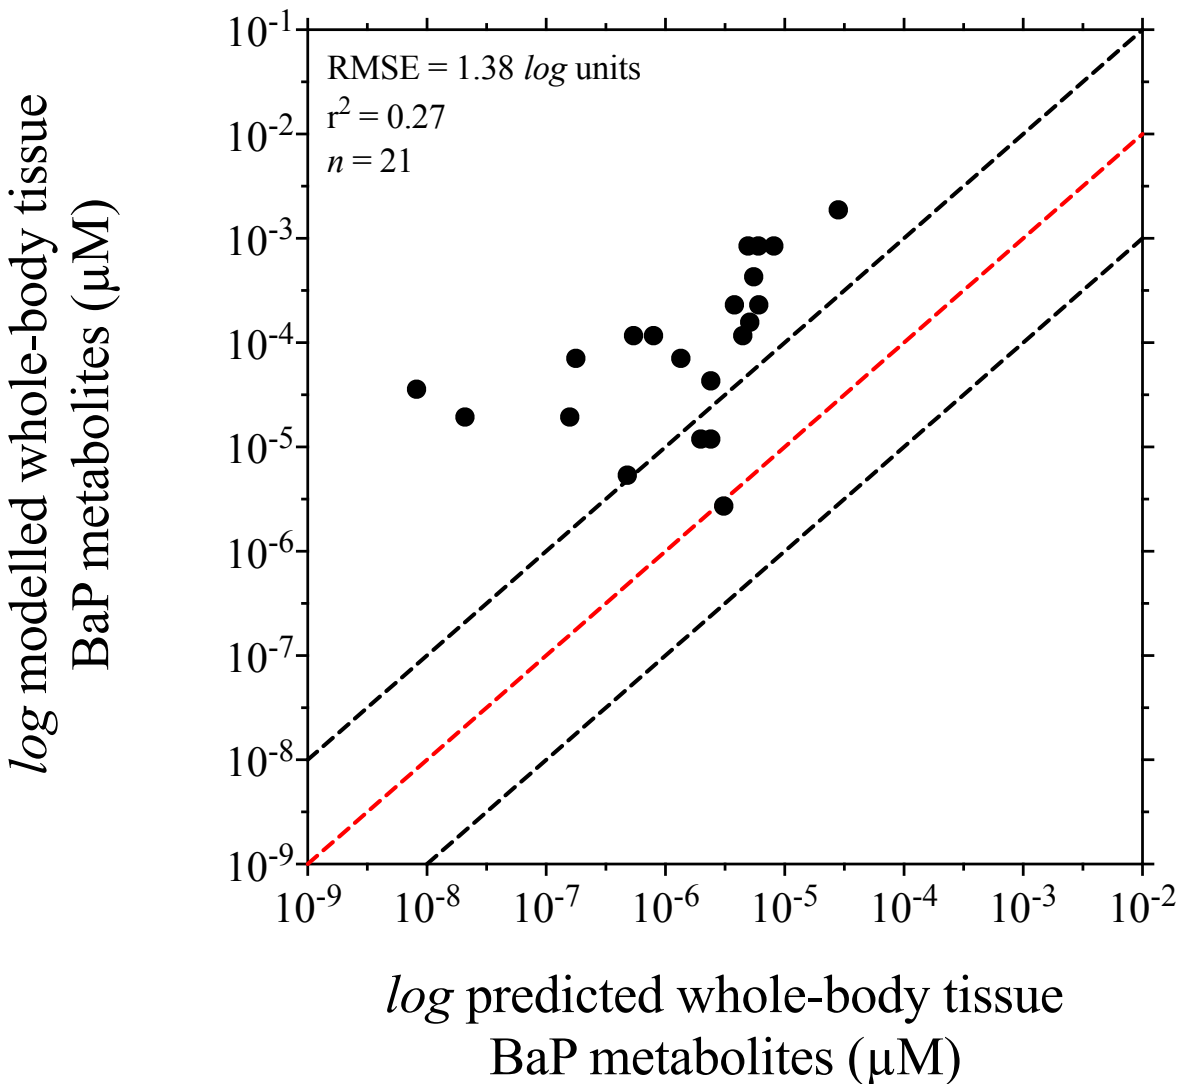 RMSE = 1.38 log units
r² = 0.27
n = 21
log modelled whole-body tissue
BaP metabolites (µM)
10⁻¹
10⁻²
10⁻³
10⁻⁴
10⁻⁵
10⁻⁶
10⁻⁷
10⁻⁸
10⁻⁹
10⁻⁹ 10⁻⁸ 10⁻⁷ 10⁻⁶ 10⁻⁵ 10⁻⁴ 10⁻³ 10⁻²
log predicted whole-body tissue
BaP metabolites (µM)